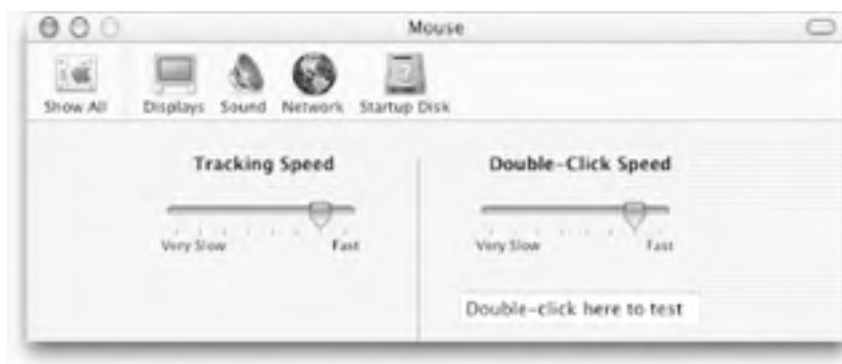 Mouse
Show All Displays Sound Network Startup Disk
Tracking Speed
Very Slow Fast
Double-Click Speed
Very Slow Fast
Double-click here to test